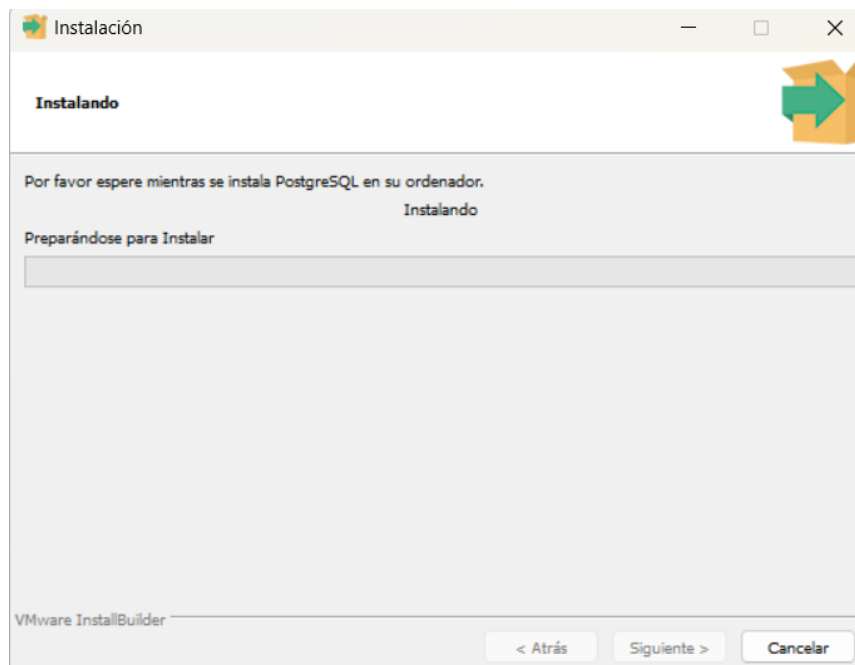 Instalación
Instalando
Por favor espere mientras se instala PostgreSQL en su ordenador.
Instalando
Preparándose para Instalar
VMware InstallBuilder
< Atrás
Siguiente >
Cancelar